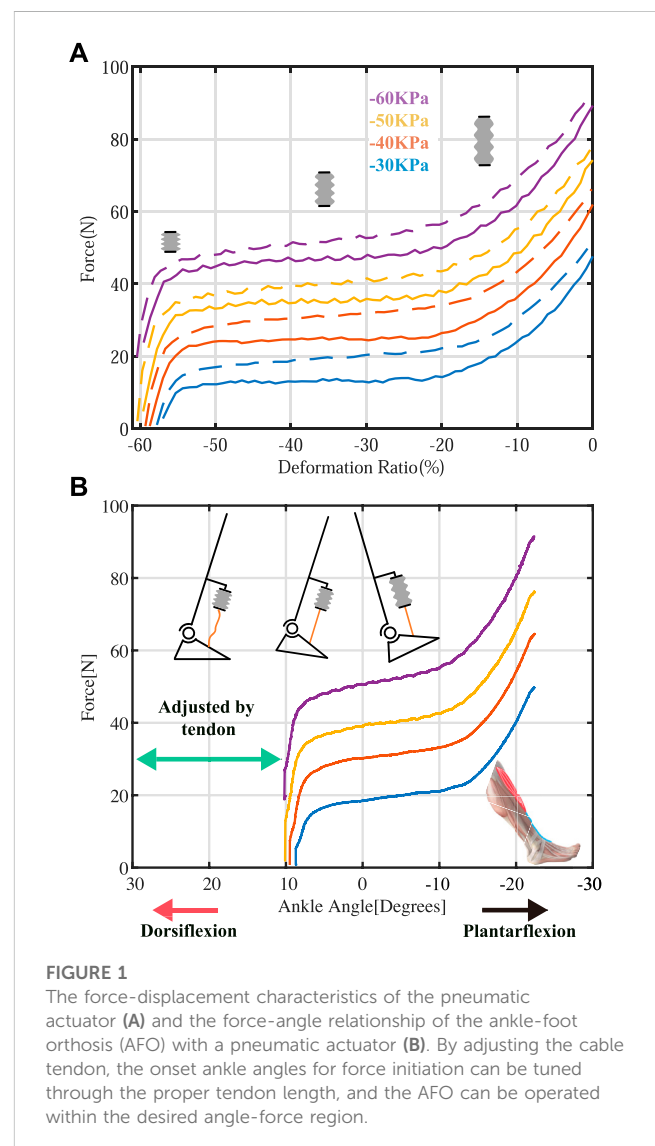 A
100
80
60
40
20
0
Force(N)
-60KPa
-50KPa
-40KPa
-30KPa
-60 -50 -40 -30 -20 -10 0
Deformation Ratio(%)
B
100
80
60
40
20
0
Force[N]
Adjusted by
tendon
30 20 10 0 -10 -20 -30
Ankle Angle[Degrees]
Dorsiflexion Plantarflexion
FIGURE 1
The force-displacement characteristics of the pneumatic
actuator (A) and the force-angle relationship of the ankle-foot
orthosis (AFO) with a pneumatic actuator (B). By adjusting the cable
tendon, the onset ankle angles for force initiation can be tuned
through the proper tendon length, and the AFO can be operated
within the desired angle-force region.